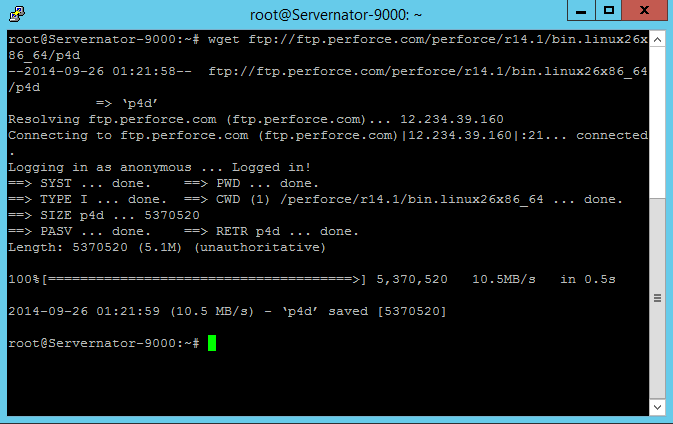 root@Servernator-9000: ~
root@Servernator-9000:~# wget ftp://ftp.perforce.com/perforce/r14.1/bin.linux26x
86_64/p4d
--2014-09-26 01:21:58--  ftp://ftp.perforce.com/perforce/r14.1/bin.linux26x86_64
/p4d
           => ‘p4d’
Resolving ftp.perforce.com (ftp.perforce.com)... 12.234.39.160
Connecting to ftp.perforce.com (ftp.perforce.com)|12.234.39.160|:21... connected
.
Logging in as anonymous ... Logged in!
==> SYST ... done.    ==> PWD ... done.
==> TYPE I ... done.  ==> CWD (1) /perforce/r14.1/bin.linux26x86_64 ... done.
==> SIZE p4d ... 5370520
==> PASV ... done.    ==> RETR p4d ... done.
Length: 5370520 (5.1M) (unauthoritative)
100%[======================================>] 5,370,520   10.5MB/s   in 0.5s
2014-09-26 01:21:59 (10.5 MB/s) - ‘p4d’ saved [5370520]
root@Servernator-9000:~#